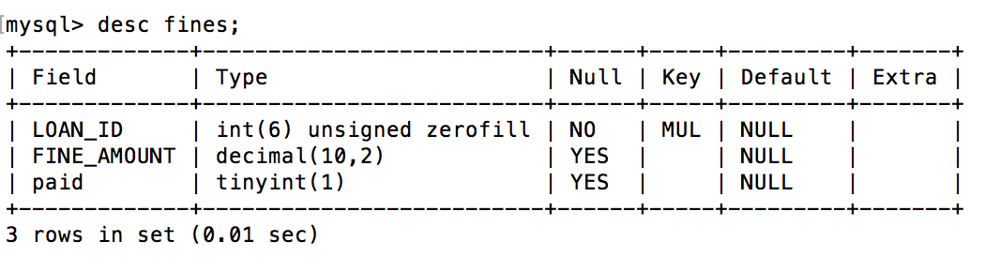 mysql> desc fines;
+-------------+--------------------------+------+-----+---------+-------+
| Field       | Type                     | Null | Key | Default | Extra |
+-------------+--------------------------+------+-----+---------+-------+
| LOAN_ID     | int(6) unsigned zerofill | NO   | MUL | NULL    |       |
| FINE_AMOUNT | decimal(10,2)            | YES  |     | NULL    |       |
| paid        | tinyint(1)               | YES  |     | NULL    |       |
+-------------+--------------------------+------+-----+---------+-------+
3 rows in set (0.01 sec)